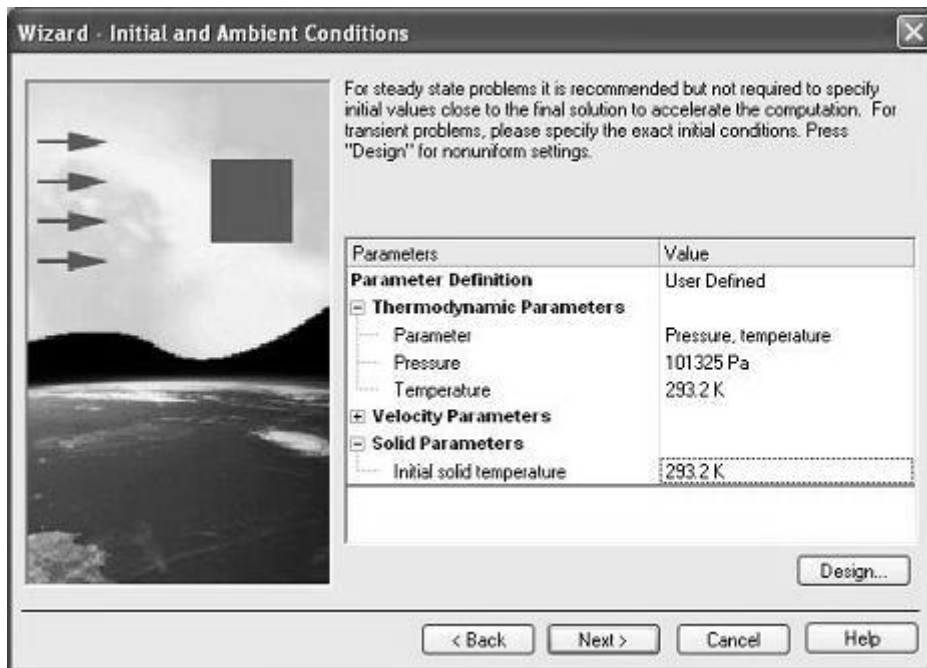 Wizard - Initial and Ambient Conditions
For steady state problems it is recommended but not required to specify
initial values close to the final solution to accelerate the computation. For
transient problems, please specify the exact initial conditions. Press
"Design" for nonuniform settings.
Parameters Value
Parameter Definition User Defined
Thermodynamic Parameters
Parameter Pressure, temperature
Pressure 101325 Pa
Temperature 293.2 K
Velocity Parameters
Solid Parameters
Initial solid temperature 293.2 K
Design...
< Back Next > Cancel Help